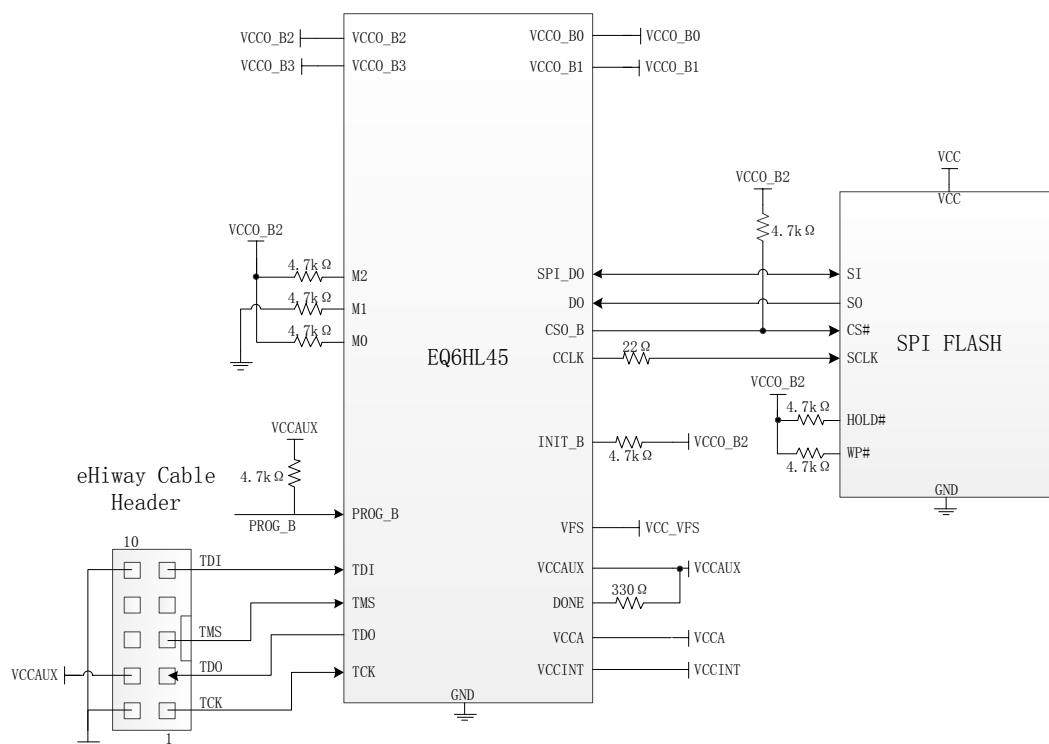 VCCO_B2
VCCO_B2
VCCO_B0
VCCO_B0
VCCO_B3
VCCO_B3
VCCO_B1
VCCO_B1
VCC
VCC
VCCO_B2
4.7kΩ
VCCO_B2
4.7kΩ
M2
SPI_DO
SI
4.7kΩ
M1
DO
SO
4.7kΩ
M0
CSO_B
CS#
EQ6HL45
CCLK
22Ω
SCLK
SPI FLASH
VCCO_B2
4.7kΩ
HOLD#
4.7kΩ
WP#
VCCAUX
4.7kΩ
INIT_B
4.7kΩ
VCCO_B2
GND
eHiway Cable
Header
PROG_B
PROG_B
VFS
VCC_VFS
10
TDI
TDI
VCCAUX
VCCAUX
TMS
TMS
DONE
330Ω
TDO
TDO
VCCA
VCCA
VCCAUX
TCK
TCK
VCCINT
VCCINT
GND
1